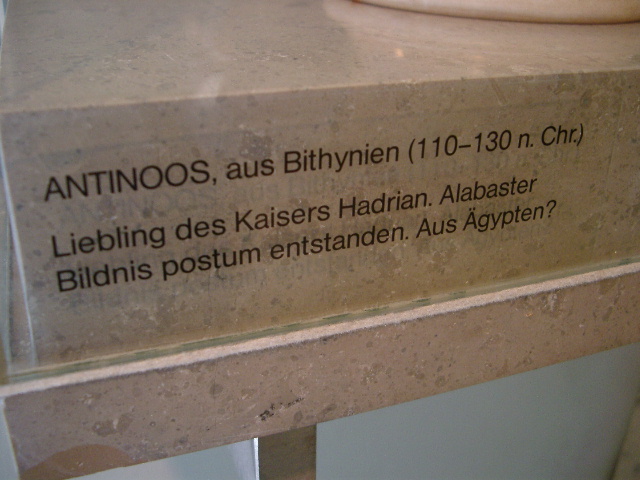 ANTINOOS, aus Bithynien (110–130 n. Chr.)
Liebling des Kaisers Hadrian. Alabaster
Bildnis postum entstanden. Aus Ägypten?